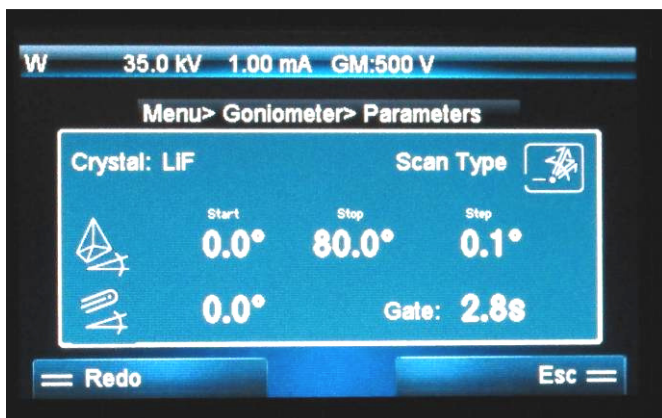 W 35.0 kV 1.00 mA GM:500 V
Menu> Goniometer> Parameters
Crystal: LiF Scan Type
Start Stop Step
0.0° 80.0° 0.1°
0.0° Gate: 2.8s
Redo Esc